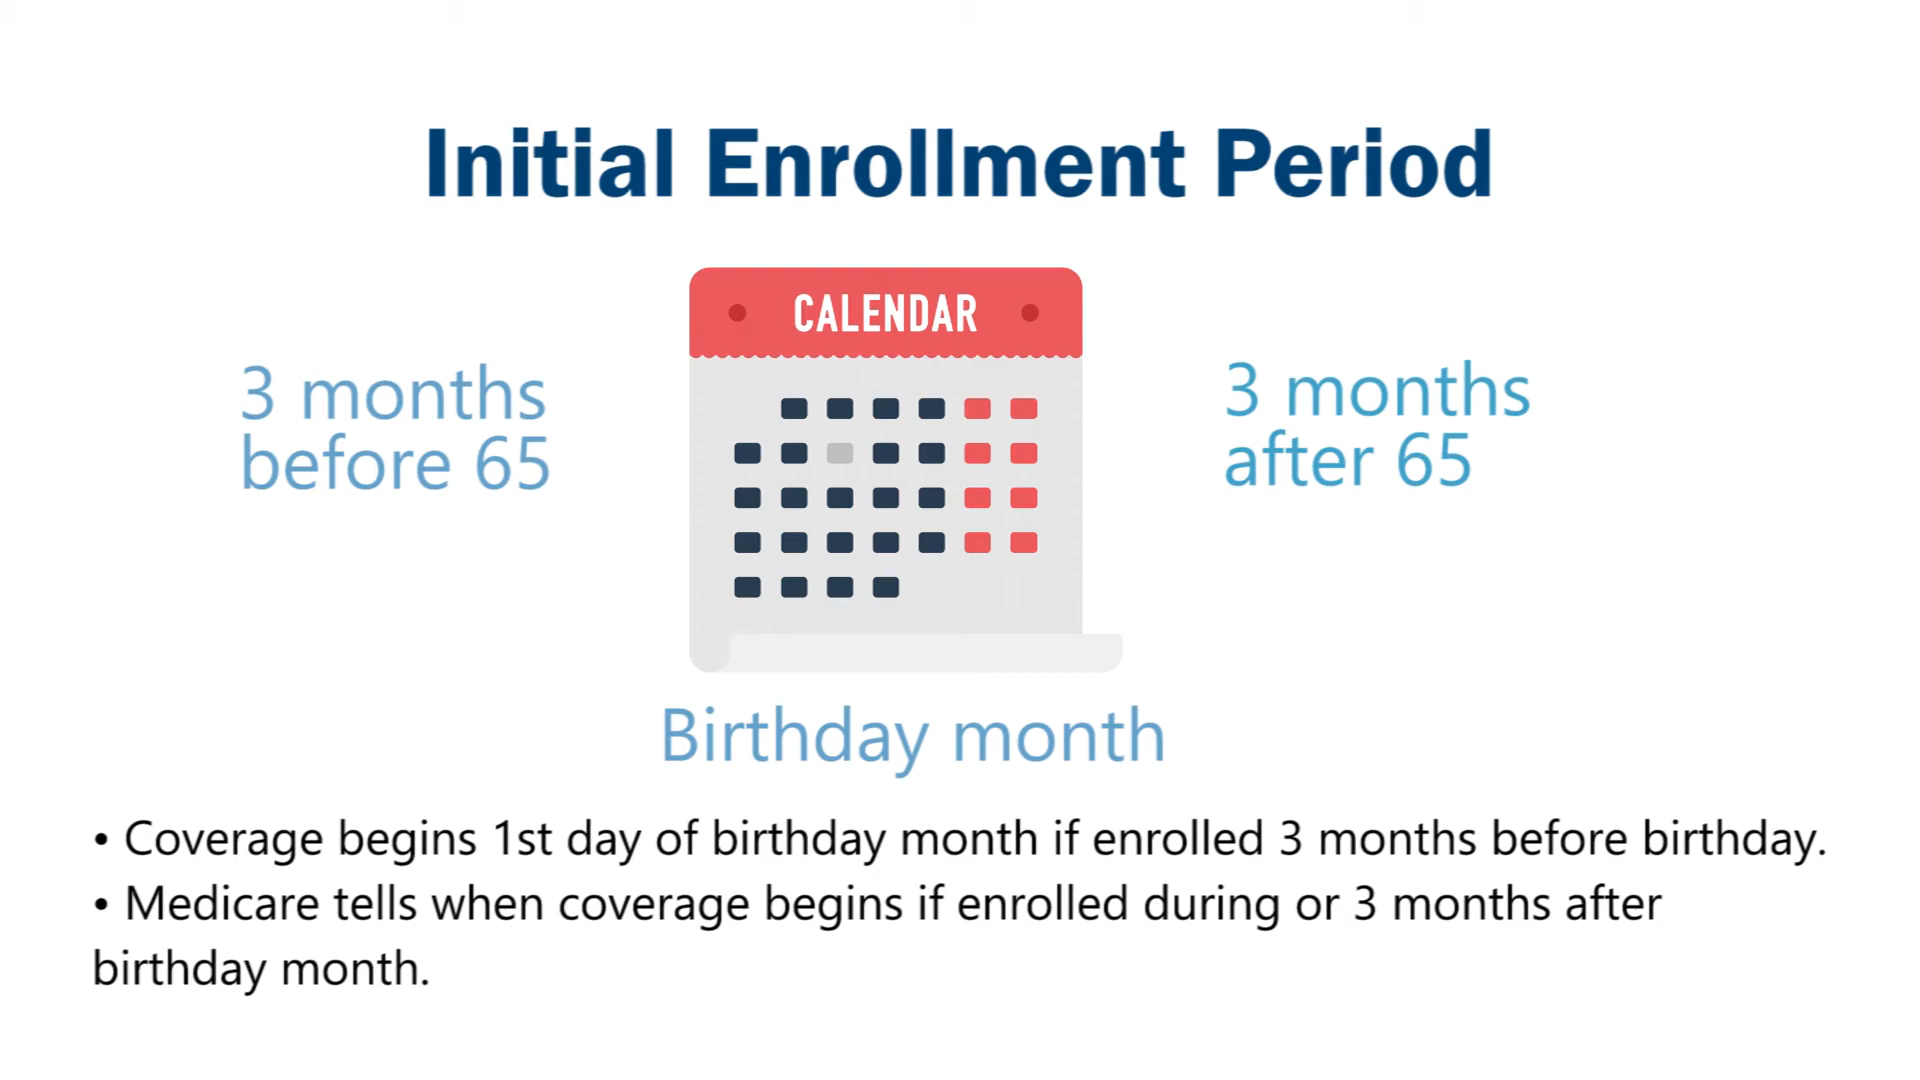 Initial Enrollment Period
CALENDAR
3 months
before 65
3 months
after 65
Birthday month
• Coverage begins 1st day of birthday month if enrolled 3 months before birthday.
• Medicare tells when coverage begins if enrolled during or 3 months after
birthday month.